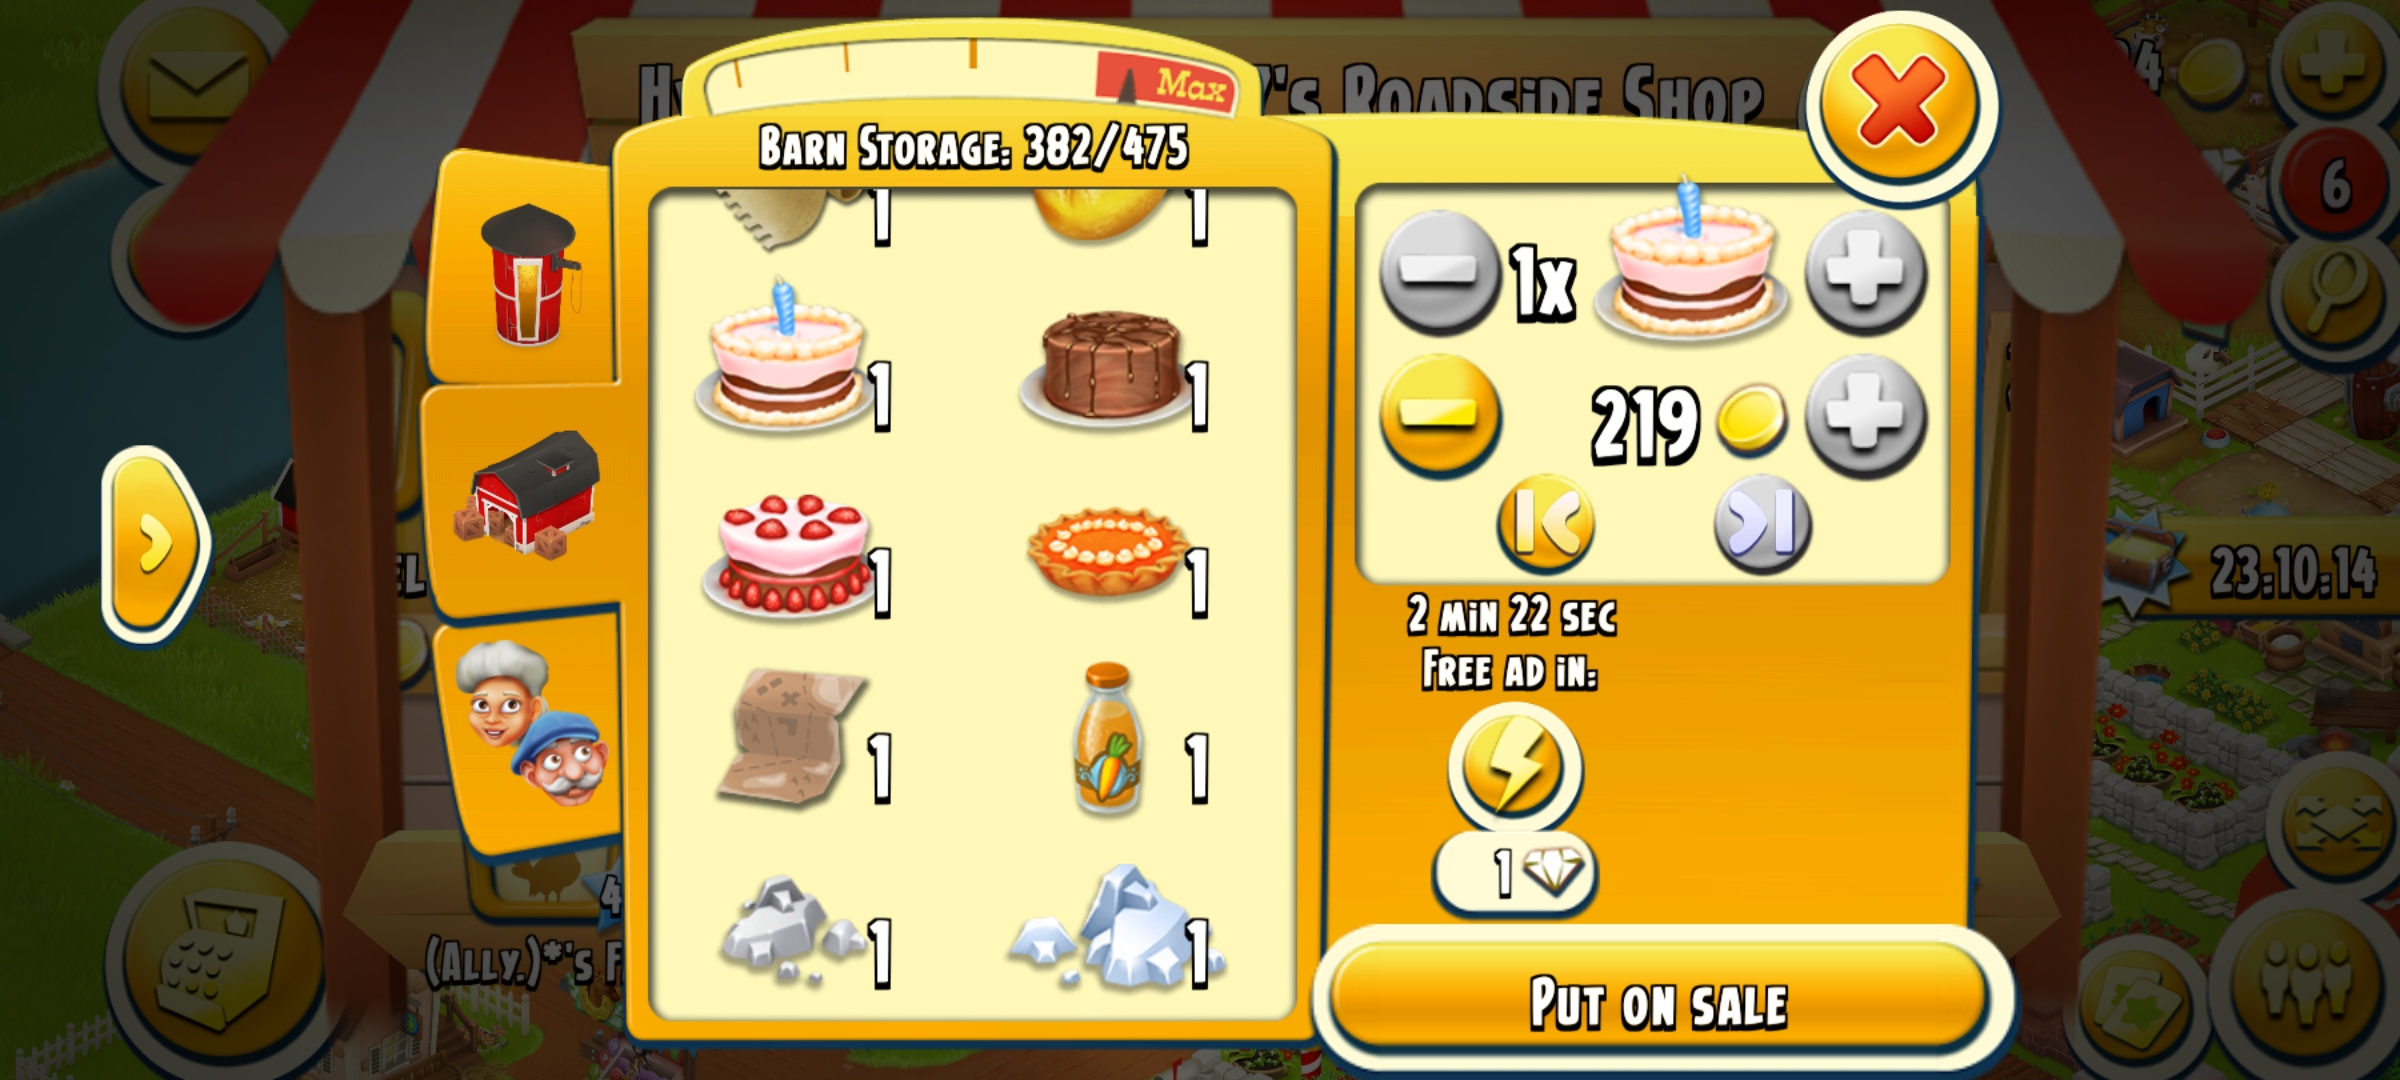 's Roadside Shop
Max
Barn Storage: 382/475
1
1
1
1
1
1
1
1
1
1
1x
219
2 min 22 sec
Free ad in:
1
Put on sale
6
23:10:14
(Ally.)*'s F